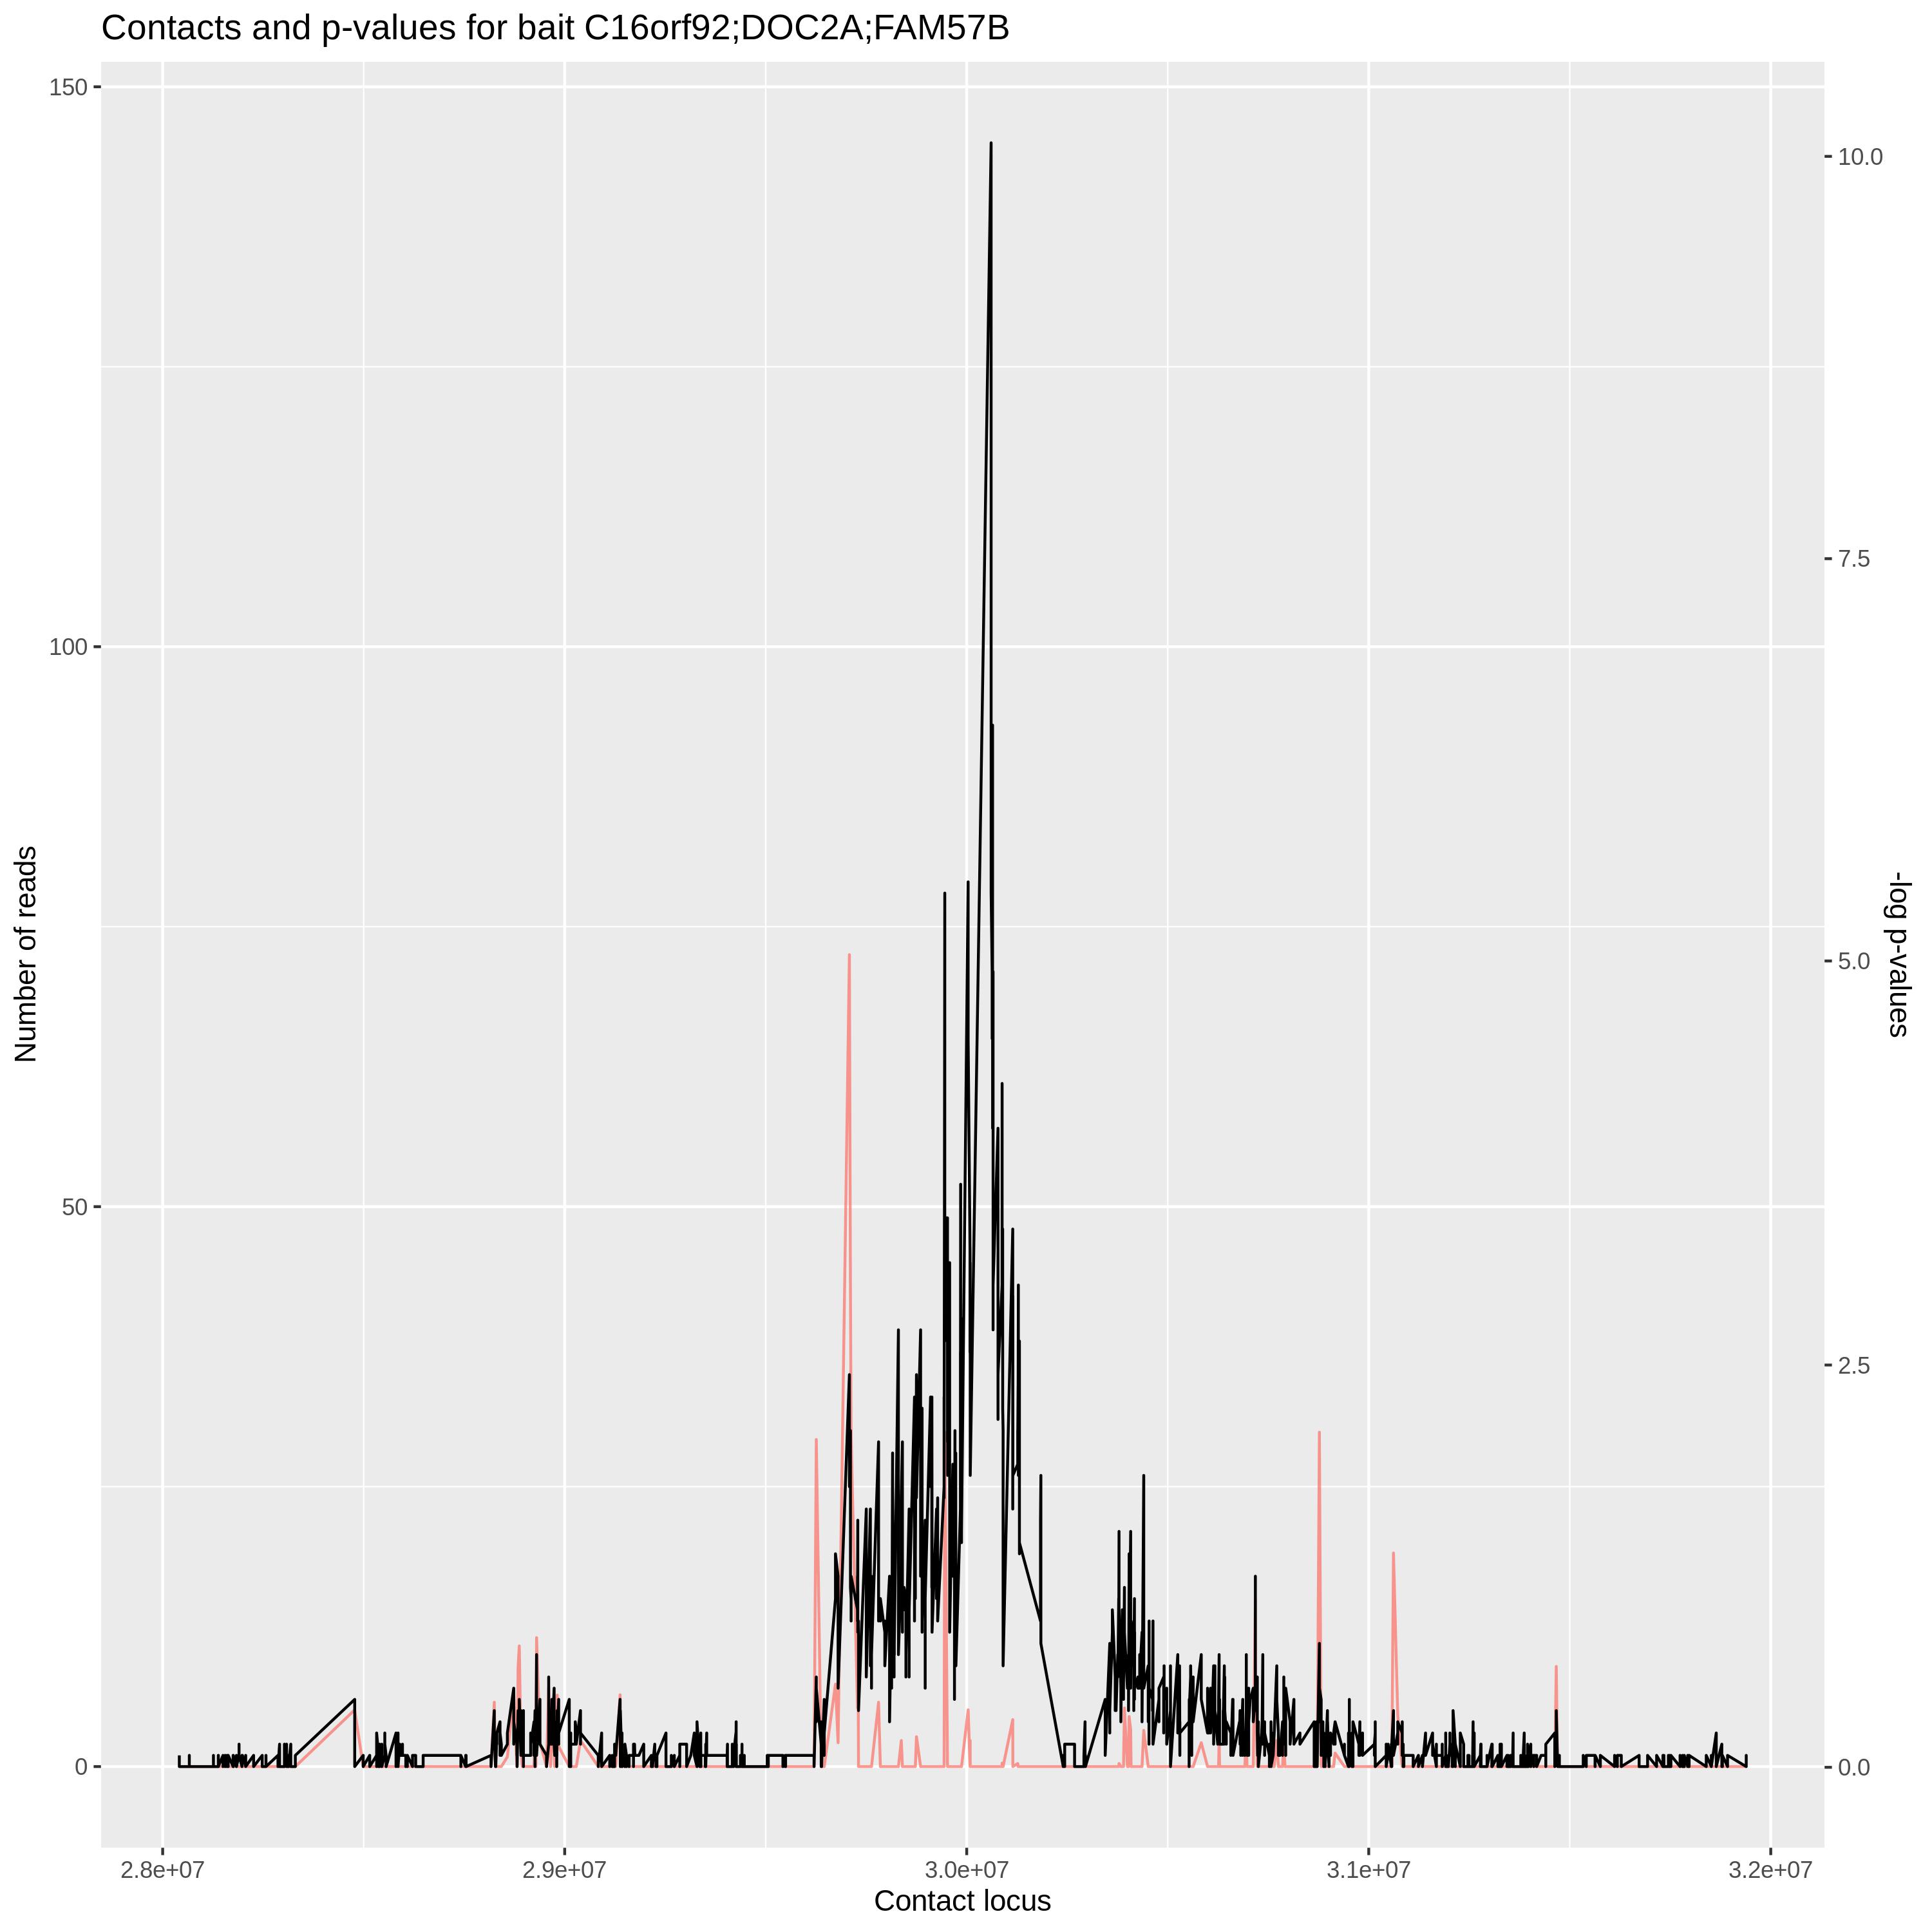 Contacts and p-values for bait C16orf92;DOC2A;FAM57B
150
100
50
0
Number of reads
10.0
7.5
5.0
2.5
0.0
-log p-values
2.8e+07 2.9e+07 3.0e+07 3.1e+07 3.2e+07
Contact locus